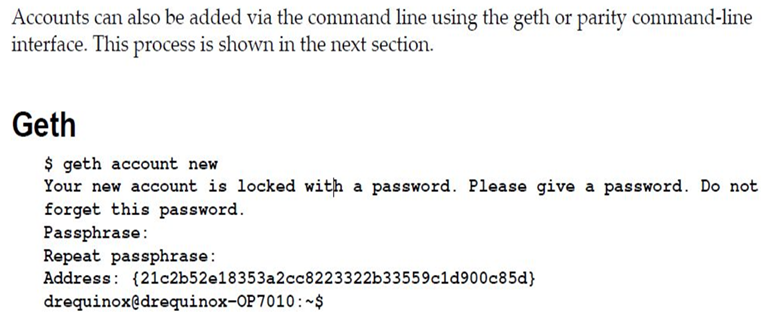 Accounts can also be added via the command line using the geth or parity command-line
interface. This process is shown in the next section.
Geth
$ geth account new
Your new account is locked with a password. Please give a password. Do not
forget this password.
Passphrase:
Repeat passphrase:
Address: {21c2b52e18353a2cc8223322b33559c1d900c85d}
drequinox@drequinox-OP7010:~$